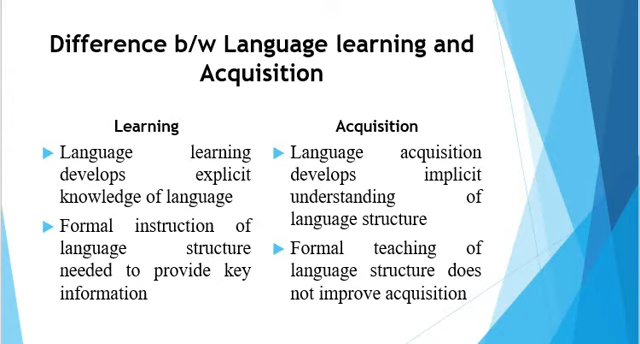 Difference b/w Language learning and
Acquisition
Learning
Language learning
develops explicit
knowledge of language
Formal instruction of
language structure
needed to provide key
information
Acquisition
Language acquisition
develops implicit
understanding of
language structure
Formal teaching of
language structure does
not improve acquisition